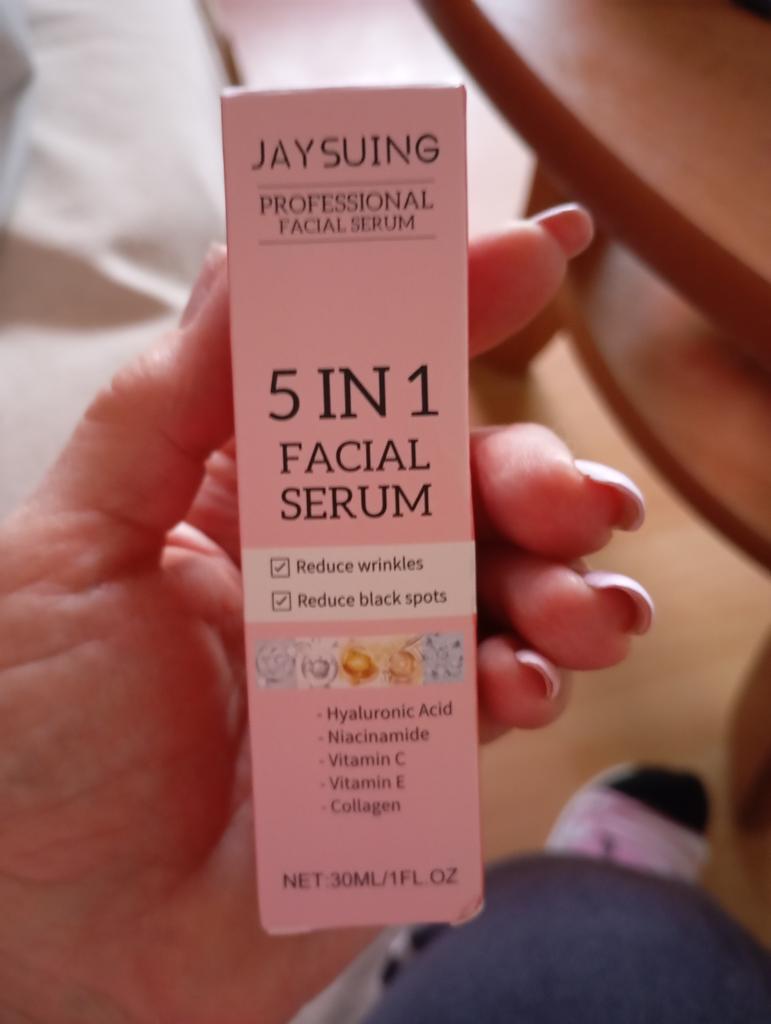 JAYSUING
PROFESSIONAL
FACIAL SERUM
5 IN 1
FACIAL
SERUM
Reduce wrinkles
Reduce black spots
- Hyaluronic Acid
- Niacinamide
- Vitamin C
- Vitamin E
- Collagen
NET:30ML/1FL.OZ